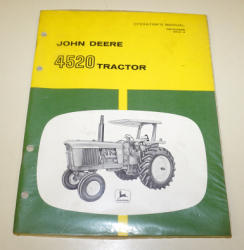 OPERATOR'S MANUAL
JOHN DEERE
4520 TRACTOR